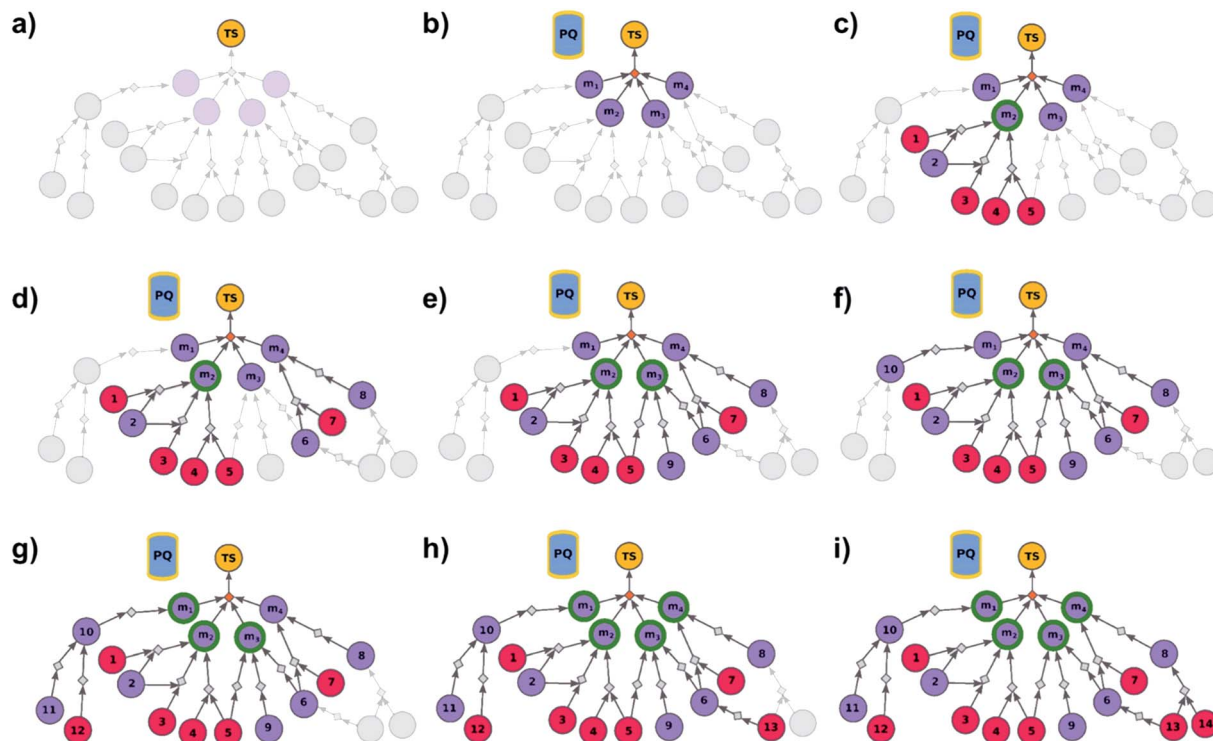 a) TS
b) PQ TS
m1 m4
m2 m3
c) PQ TS
m1 m4
m2 m3
1
2
3 4 5
d) PQ TS
m1 m4
m2 m3
1 8
2 7
6
3 4 5
e) PQ TS
m1 m4
m2 m3
1 8
2 7
6
3 4 5 9
f) PQ TS
m1 m4
10 m2 m3
1 8
2 7
6
3 4 5 9
g) PQ TS
m1 m4
10 m2 m3
1 8
2 7
11 6
12 3 4 5 9
h) PQ TS
m1 m4
10 m2 m3
1 8
2 7
11 6
12 3 4 5 9 13
i) PQ TS
m1 m4
10 m2 m3
1 8
2 7
11 6
12 3 4 5 9 13 14